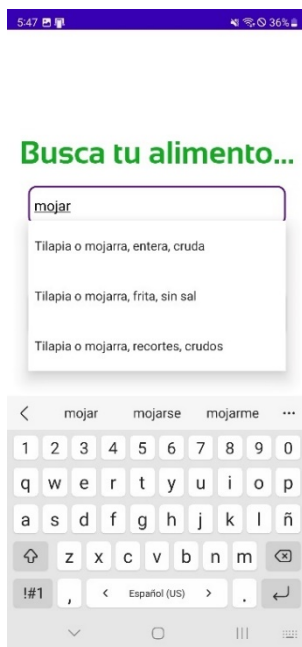 5:47 36%
Busca tu alimento...
mojar
Tilapia o mojarra, entera, cruda
Tilapia o mojarra, frita, sin sal
Tilapia o mojarra, recortes, crudos
mojar mojarse mojarme ...
1 2 3 4 5 6 7 8 9 0
q w e r t y u i o p
a s d f g h j k l ñ
z x c v b n m
!#1 , < Español (US) > .